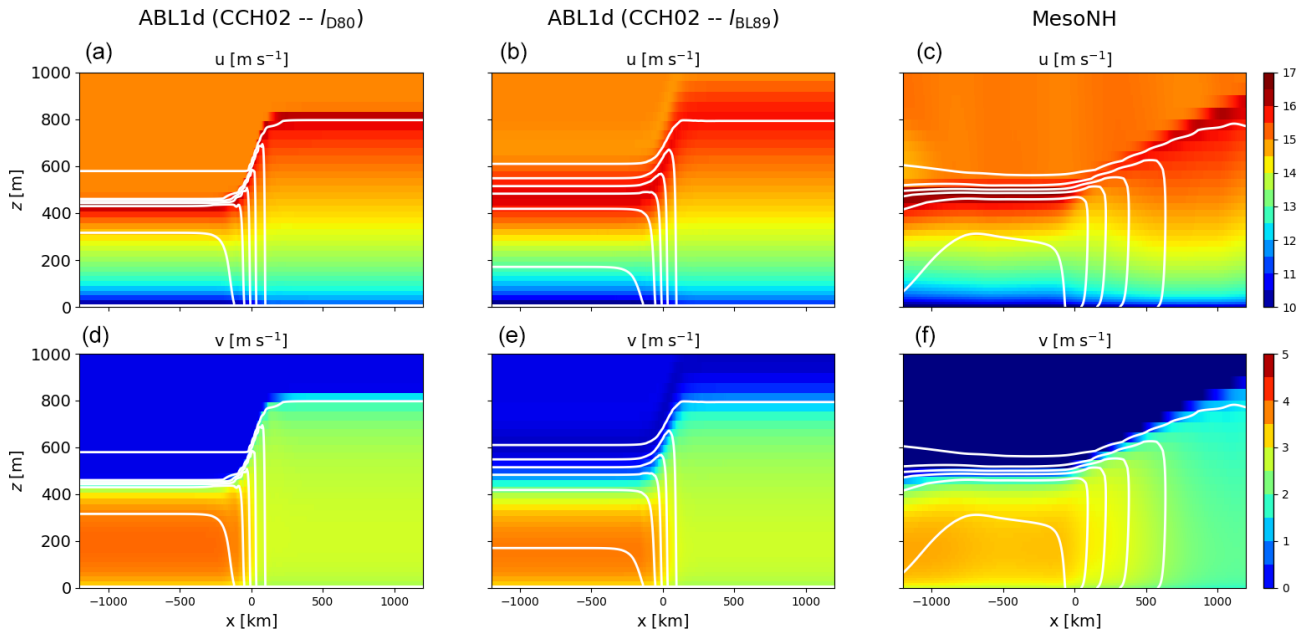 ABL1d (CCH02 -- l_D80) ABL1d (CCH02 -- l_BL89) MesoNH
(a) (b) (c)
u [m s⁻¹] u [m s⁻¹] u [m s⁻¹]
1000 17
800 16
600 15
z [m] 14
400 13
200 12
0 11
10
(d) (e) (f)
v [m s⁻¹] v [m s⁻¹] v [m s⁻¹]
1000 5
800 4
600 3
z [m]
400 2
200 1
0 0
−1000 −500 0 500 1000 −1000 −500 0 500 1000 −1000 −500 0 500 1000
x [km] x [km] x [km]